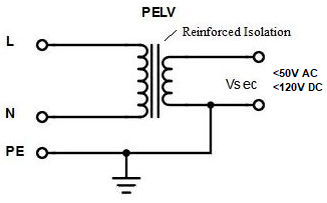 PELV
Reinforced Isolation
L
<50V AC
Vsec
<120V DC
N
PE